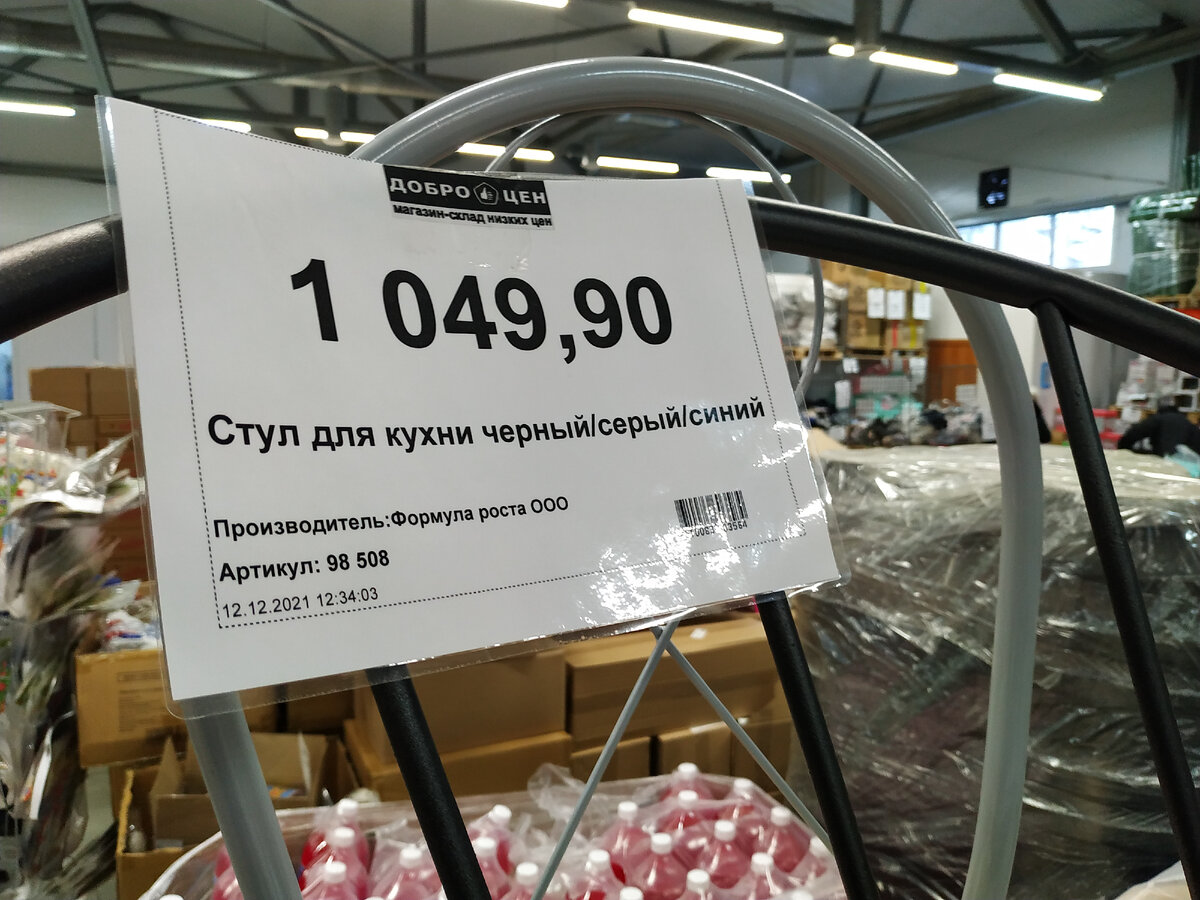 ДОБРО ЦЕН
магазин-склад низких цен
1 049,90
Стул для кухни черный/серый/синий
Производитель:Формула роста ООО
Артикул: 98 508
12.12.2021 12:34:03